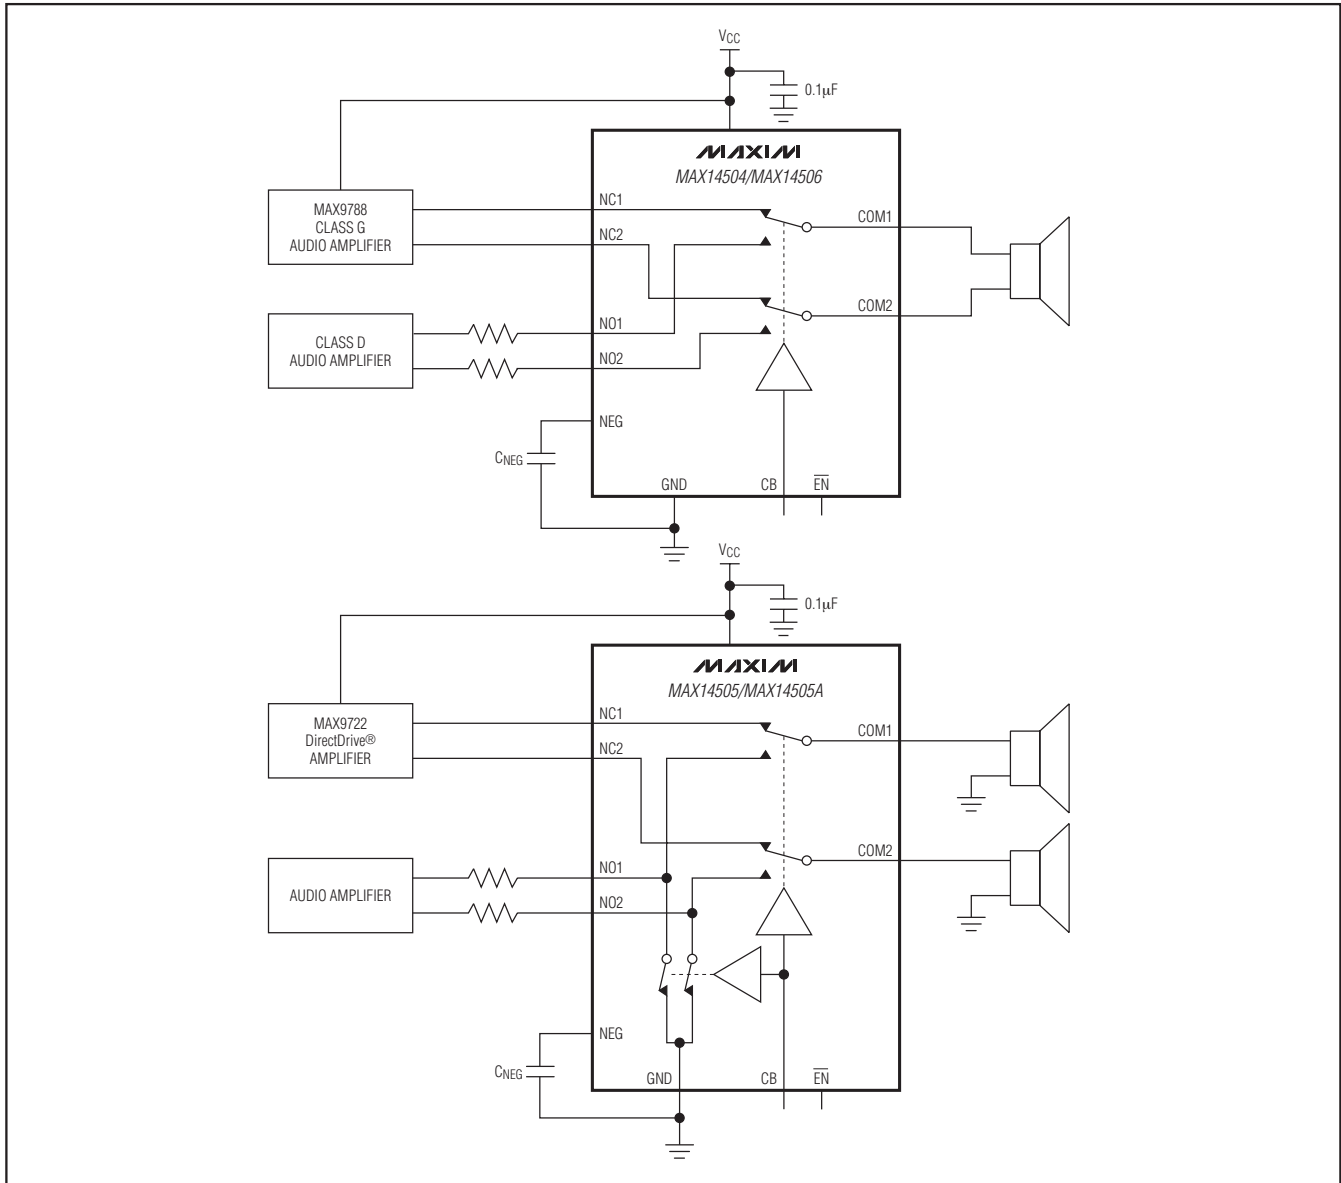 VCC
0.1µF
MAXIM
MAX14504/MAX14506
MAX9788
CLASS G
AUDIO AMPLIFIER
NC1
NC2
COM1
COM2
CLASS D
AUDIO AMPLIFIER
NO1
NO2
NEG
CNEG
GND
CB
EN
VCC
0.1µF
MAXIM
MAX14505/MAX14505A
MAX9722
DirectDrive®
AMPLIFIER
NC1
NC2
COM1
COM2
AUDIO AMPLIFIER
NO1
NO2
NEG
CNEG
GND
CB
EN